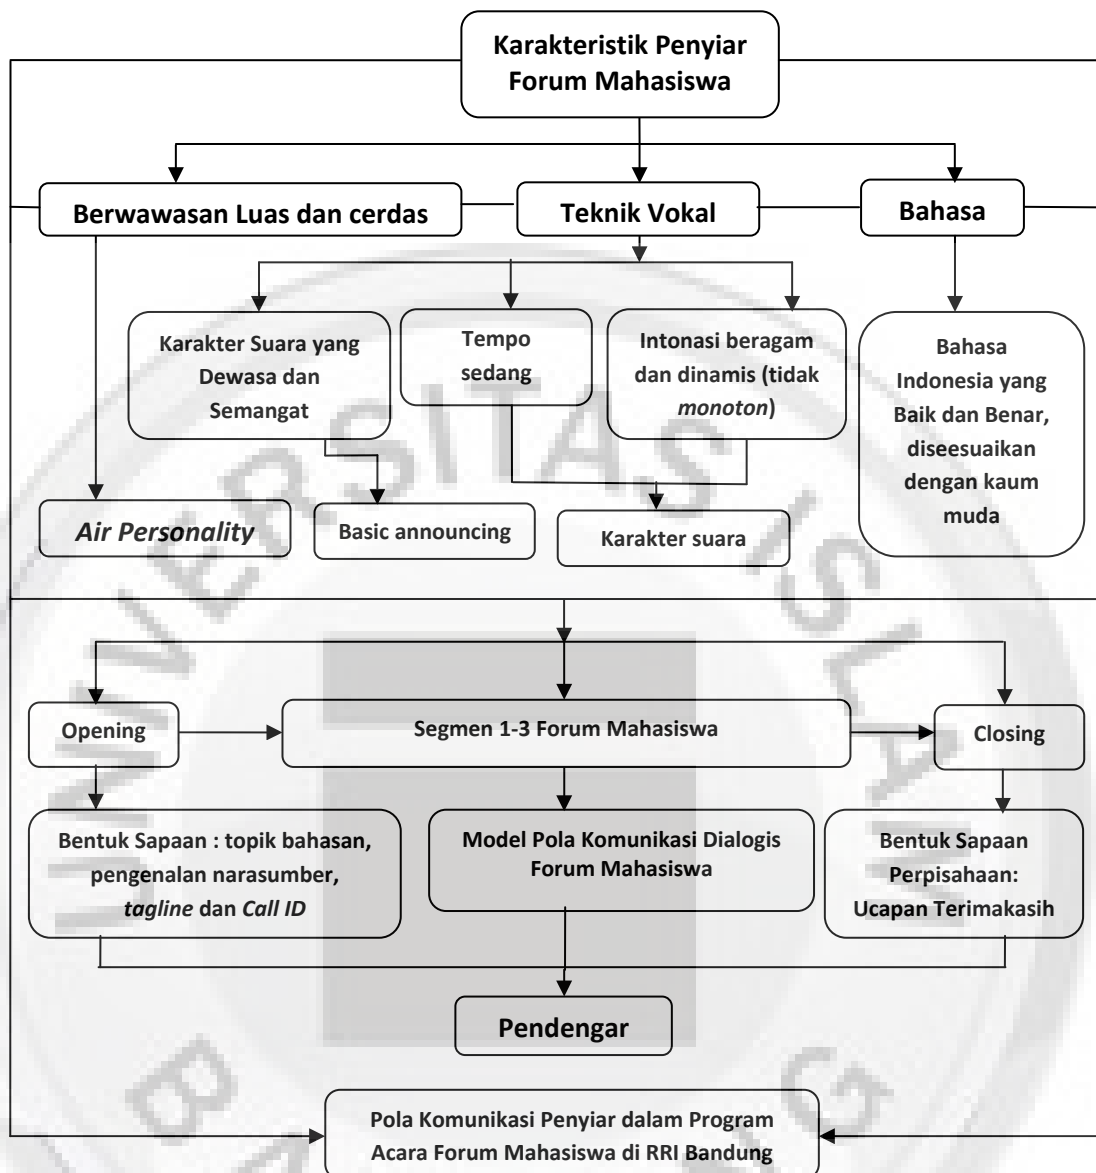 Karakteristik Penyiar
Forum Mahasiswa
Berwawasan Luas dan cerdas
Teknik Vokal
Bahasa
Karakter Suara yang
Dewasa dan
Semangat
Tempo
sedang
Intonasi beragam
dan dinamis (tidak
monoton)
Bahasa
Indonesia yang
Baik dan Benar,
diseesuaikan
dengan kaum
muda
Air Personality
Basic announcing
Karakter suara
Opening
Segmen 1-3 Forum Mahasiswa
Closing
Bentuk Sapaan : topik bahasan,
pengenalan narasumber,
tagline dan Call ID
Model Pola Komunikasi Dialogis
Forum Mahasiswa
Bentuk Sapaan
Perpisahaan:
Ucapan Terimakasih
Pendengar
Pola Komunikasi Penyiar dalam Program
Acara Forum Mahasiswa di RRI Bandung
UNIVERSITAS ISLAM